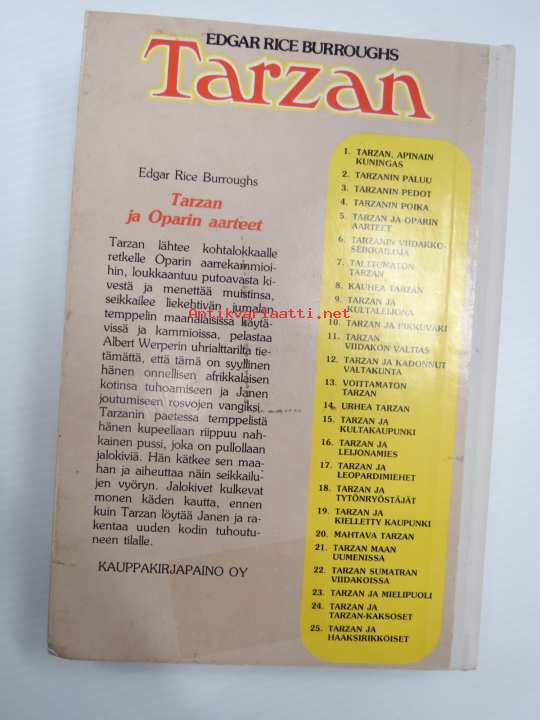 EDGAR RICE BURROUGHS
Tarzan
Edgar Rice Burroughs
Tarzan
ja Oparin aarteet
Tarzan lähtee kohtalokkaalle
retkelle Oparin aarrekammioi-
hin, loukkaantuu putoavasta ki-
vestä ja menettää muistinsa,
seikkailee liekehtivän jumalan
temppelin maanalaisissa käytä-
vissä ja kammioissa, pelastaa
Albert Werperin uhrialttarilta tie-
tämättä, että tämä on syyllinen
hänen onnellisen afrikkalaisen
kotinsa tuhoamiseen ja Janen
joutumiseen rosvojen vangiksi.
Tarzanin paetessa temppelistä
hänen kupeellaan riippuu nah-
kainen pussi, joka on pullollaan
jalokiviä. Hän kätkee sen maa-
han ja aiheuttaa näin seikkailu-
jen vyöryn. Jalokivet kulkevat
monen käden kautta, ennen
kuin Tarzan löytää Janen ja ra-
kentaa uuden kodin tuhoutu-
neen tilalle.
KAUPPAKIRJAPAINO OY
1. TARZAN, APINAIN
KUNINGAS
2. TARZANIN PALUU
3. TARZANIN PEDOT
4. TARZANIN POIKA
5. TARZAN JA OPARIN
AARTEET
6. TARZANIN VIIDAKKO-
SEIKKAILUJA
7. TALTTUMATON
TARZAN
8. KAUHEA TARZAN
9. TARZAN JA
KULTALEIJONA
10. TARZAN JA PIKKUVÄKI
11. TARZAN
VIIDAKON VALTIAS
12. TARZAN JA KADONNUT
VALTAKUNTA
13. VOITTAMATON
TARZAN
14. URHEA TARZAN
15. TARZAN JA
KULTAKAUPUNKI
16. TARZAN JA
LEIJONAMIES
17. TARZAN JA
LEOPARDIMIEHET
18. TARZAN JA
TYTÖNRYÖSTÄJÄT
19. TARZAN JA
KIELLETTY KAUPUNKI
20. MAHTAVA TARZAN
21. TARZAN MAAN
UUMENISSA
22. TARZAN SUMATRAN
VIIDAKOISSA
23. TARZAN JA MIELIPUOLI
24. TARZAN JA
TARZAN-KAKSOSET
25. TARZAN JA
HAAKSIRIKKOISET
Antikvariaatti.net